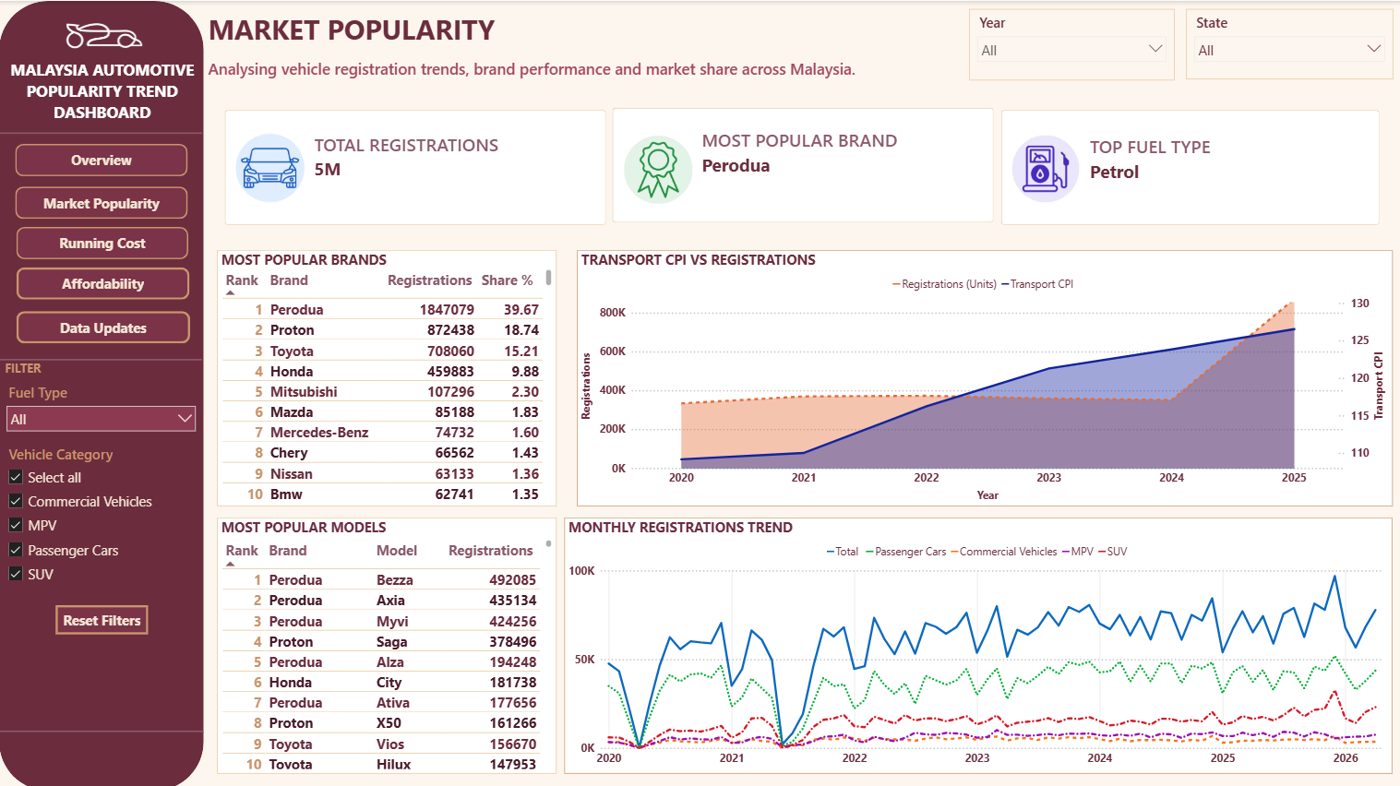 MALAYSIA AUTOMOTIVE
POPULARITY TREND
DASHBOARD
Overview
Market Popularity
Running Cost
Affordability
Data Updates
FILTER
Fuel Type
All
Vehicle Category
Select all
Commercial Vehicles
MPV
Passenger Cars
SUV
Reset Filters
MARKET POPULARITY
Analysing vehicle registration trends, brand performance and market share across Malaysia.
Year
All
State
All
TOTAL REGISTRATIONS
5M
MOST POPULAR BRAND
Perodua
TOP FUEL TYPE
Petrol
MOST POPULAR BRANDS
Rank Brand Registrations Share %
1 Perodua 1847079 39.67
2 Proton 872438 18.74
3 Toyota 708060 15.21
4 Honda 459883 9.88
5 Mitsubishi 107296 2.30
6 Mazda 85188 1.83
7 Mercedes-Benz 74732 1.60
8 Chery 66562 1.43
9 Nissan 63133 1.36
10 Bmw 62741 1.35
TRANSPORT CPI VS REGISTRATIONS
Registrations (Units) Transport CPI
800K
600K
400K
200K
0K
Registrations
130
125
120
115
110
Transport CPI
2020 2021 2022 2023 2024 2025
Year
MOST POPULAR MODELS
Rank Brand Model Registrations
1 Perodua Bezza 492085
2 Perodua Axia 435134
3 Perodua Myvi 424256
4 Proton Saga 378496
5 Perodua Alza 194248
6 Honda City 181738
7 Perodua Ativa 177656
8 Proton X50 161266
9 Toyota Vios 156670
10 Toyota Hilux 147953
MONTHLY REGISTRATIONS TREND
Total Passenger Cars Commercial Vehicles MPV SUV
100K
50K
0K
2020 2021 2022 2023 2024 2025 2026